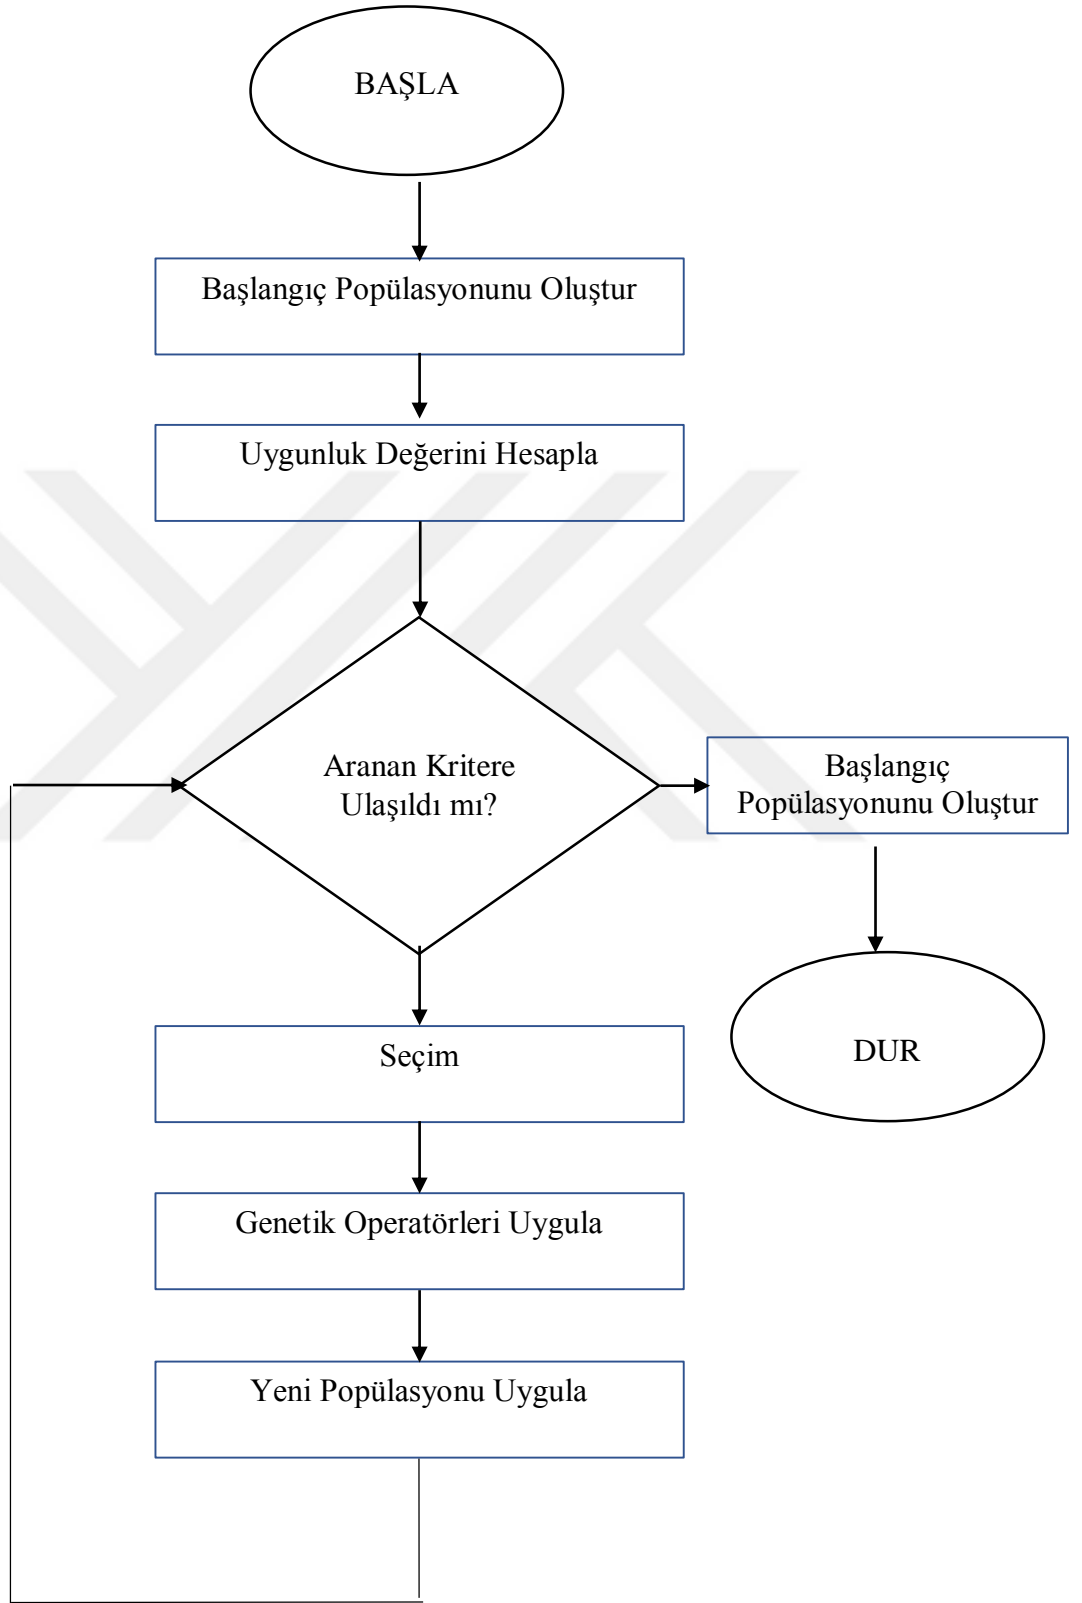 BAŞLA
Başlangıç Popülasyonunu Oluştur
Uygunluk Değerini Hesapla
Aranan Kritere
Ulaşıldı mı?
Başlangıç
Popülasyonunu Oluştur
DUR
Seçim
Genetik Operatörleri Uygula
Yeni Popülasyonu Uygula